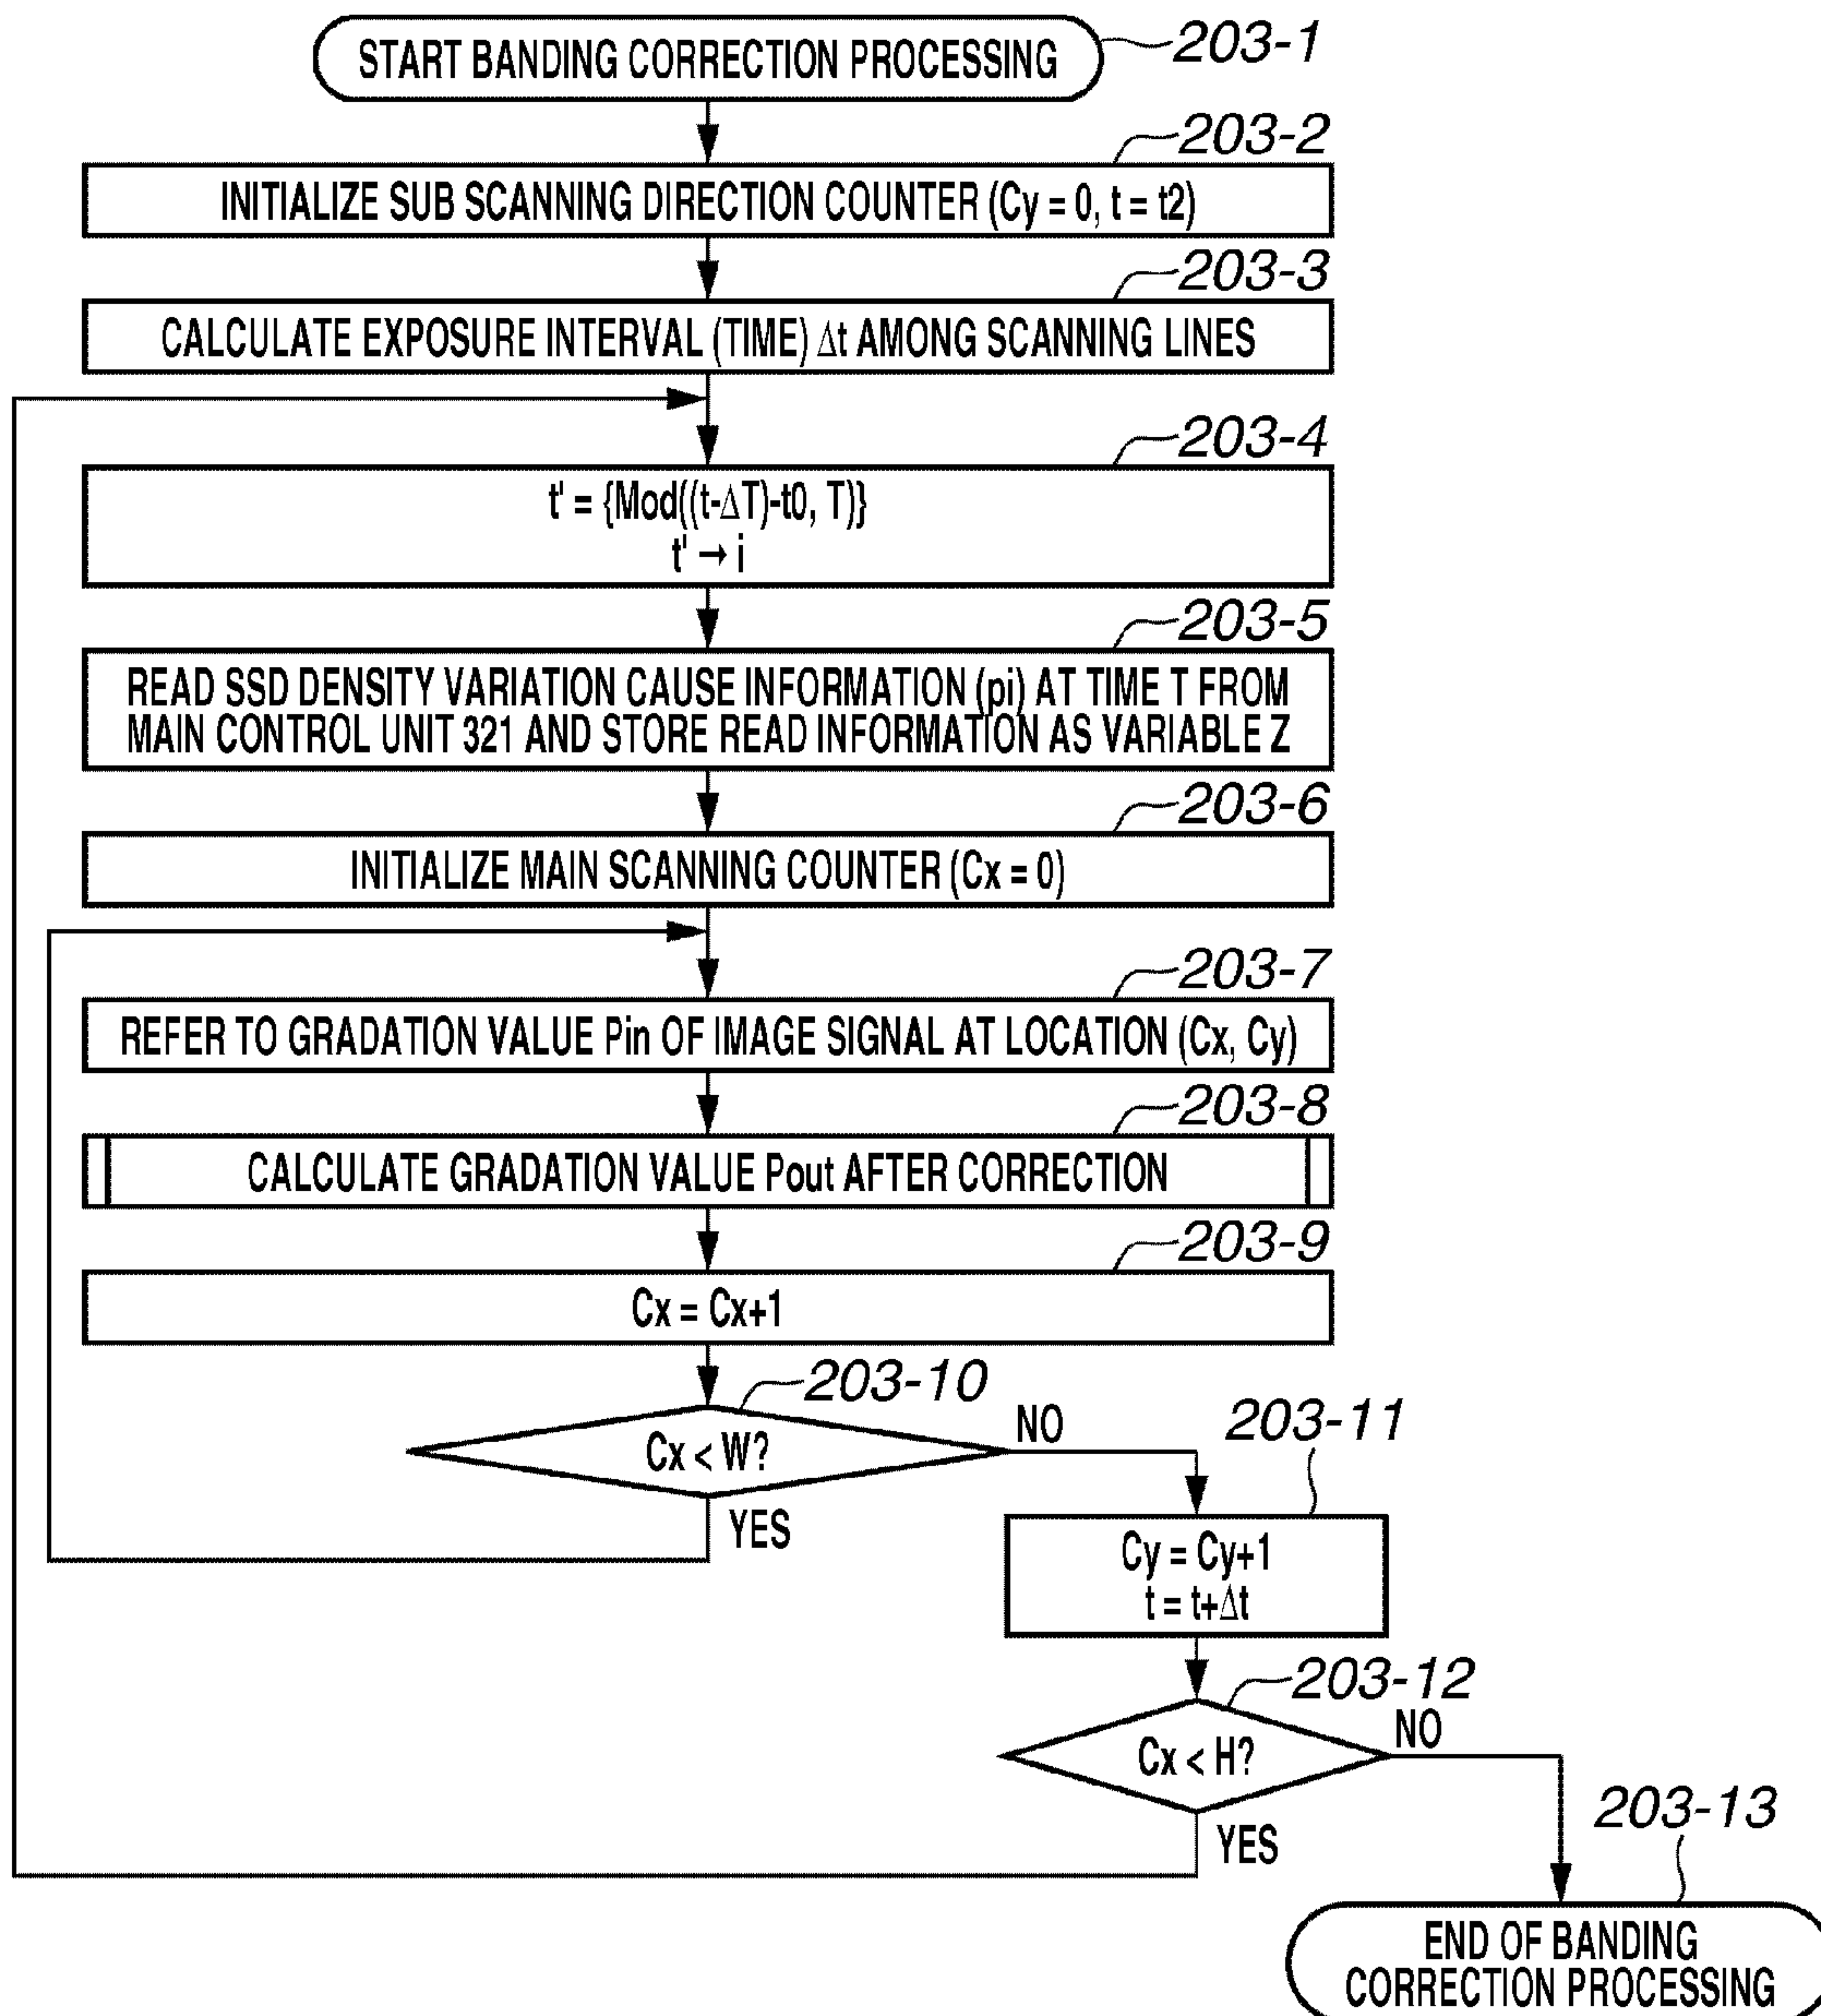 START BANDING CORRECTION PROCESSING
203-1
203-2
INITIALIZE SUB SCANNING DIRECTION COUNTER (Cy = 0, t = t2)
203-3
CALCULATE EXPOSURE INTERVAL (TIME) Δt AMONG SCANNING LINES
203-4
t' = {Mod((t-ΔT)-t0, T)}
t' → i
203-5
READ SSD DENSITY VARIATION CAUSE INFORMATION (pi) AT TIME T FROM
MAIN CONTROL UNIT 321 AND STORE READ INFORMATION AS VARIABLE Z
203-6
INITIALIZE MAIN SCANNING COUNTER (Cx = 0)
203-7
REFER TO GRADATION VALUE Pin OF IMAGE SIGNAL AT LOCATION (Cx, Cy)
203-8
CALCULATE GRADATION VALUE Pout AFTER CORRECTION
203-9
Cx = Cx+1
203-10
Cx < W?
NO
YES
203-11
Cy = Cy+1
t = t+Δt
203-12
Cx < H?
NO
YES
203-13
END OF BANDING
CORRECTION PROCESSING